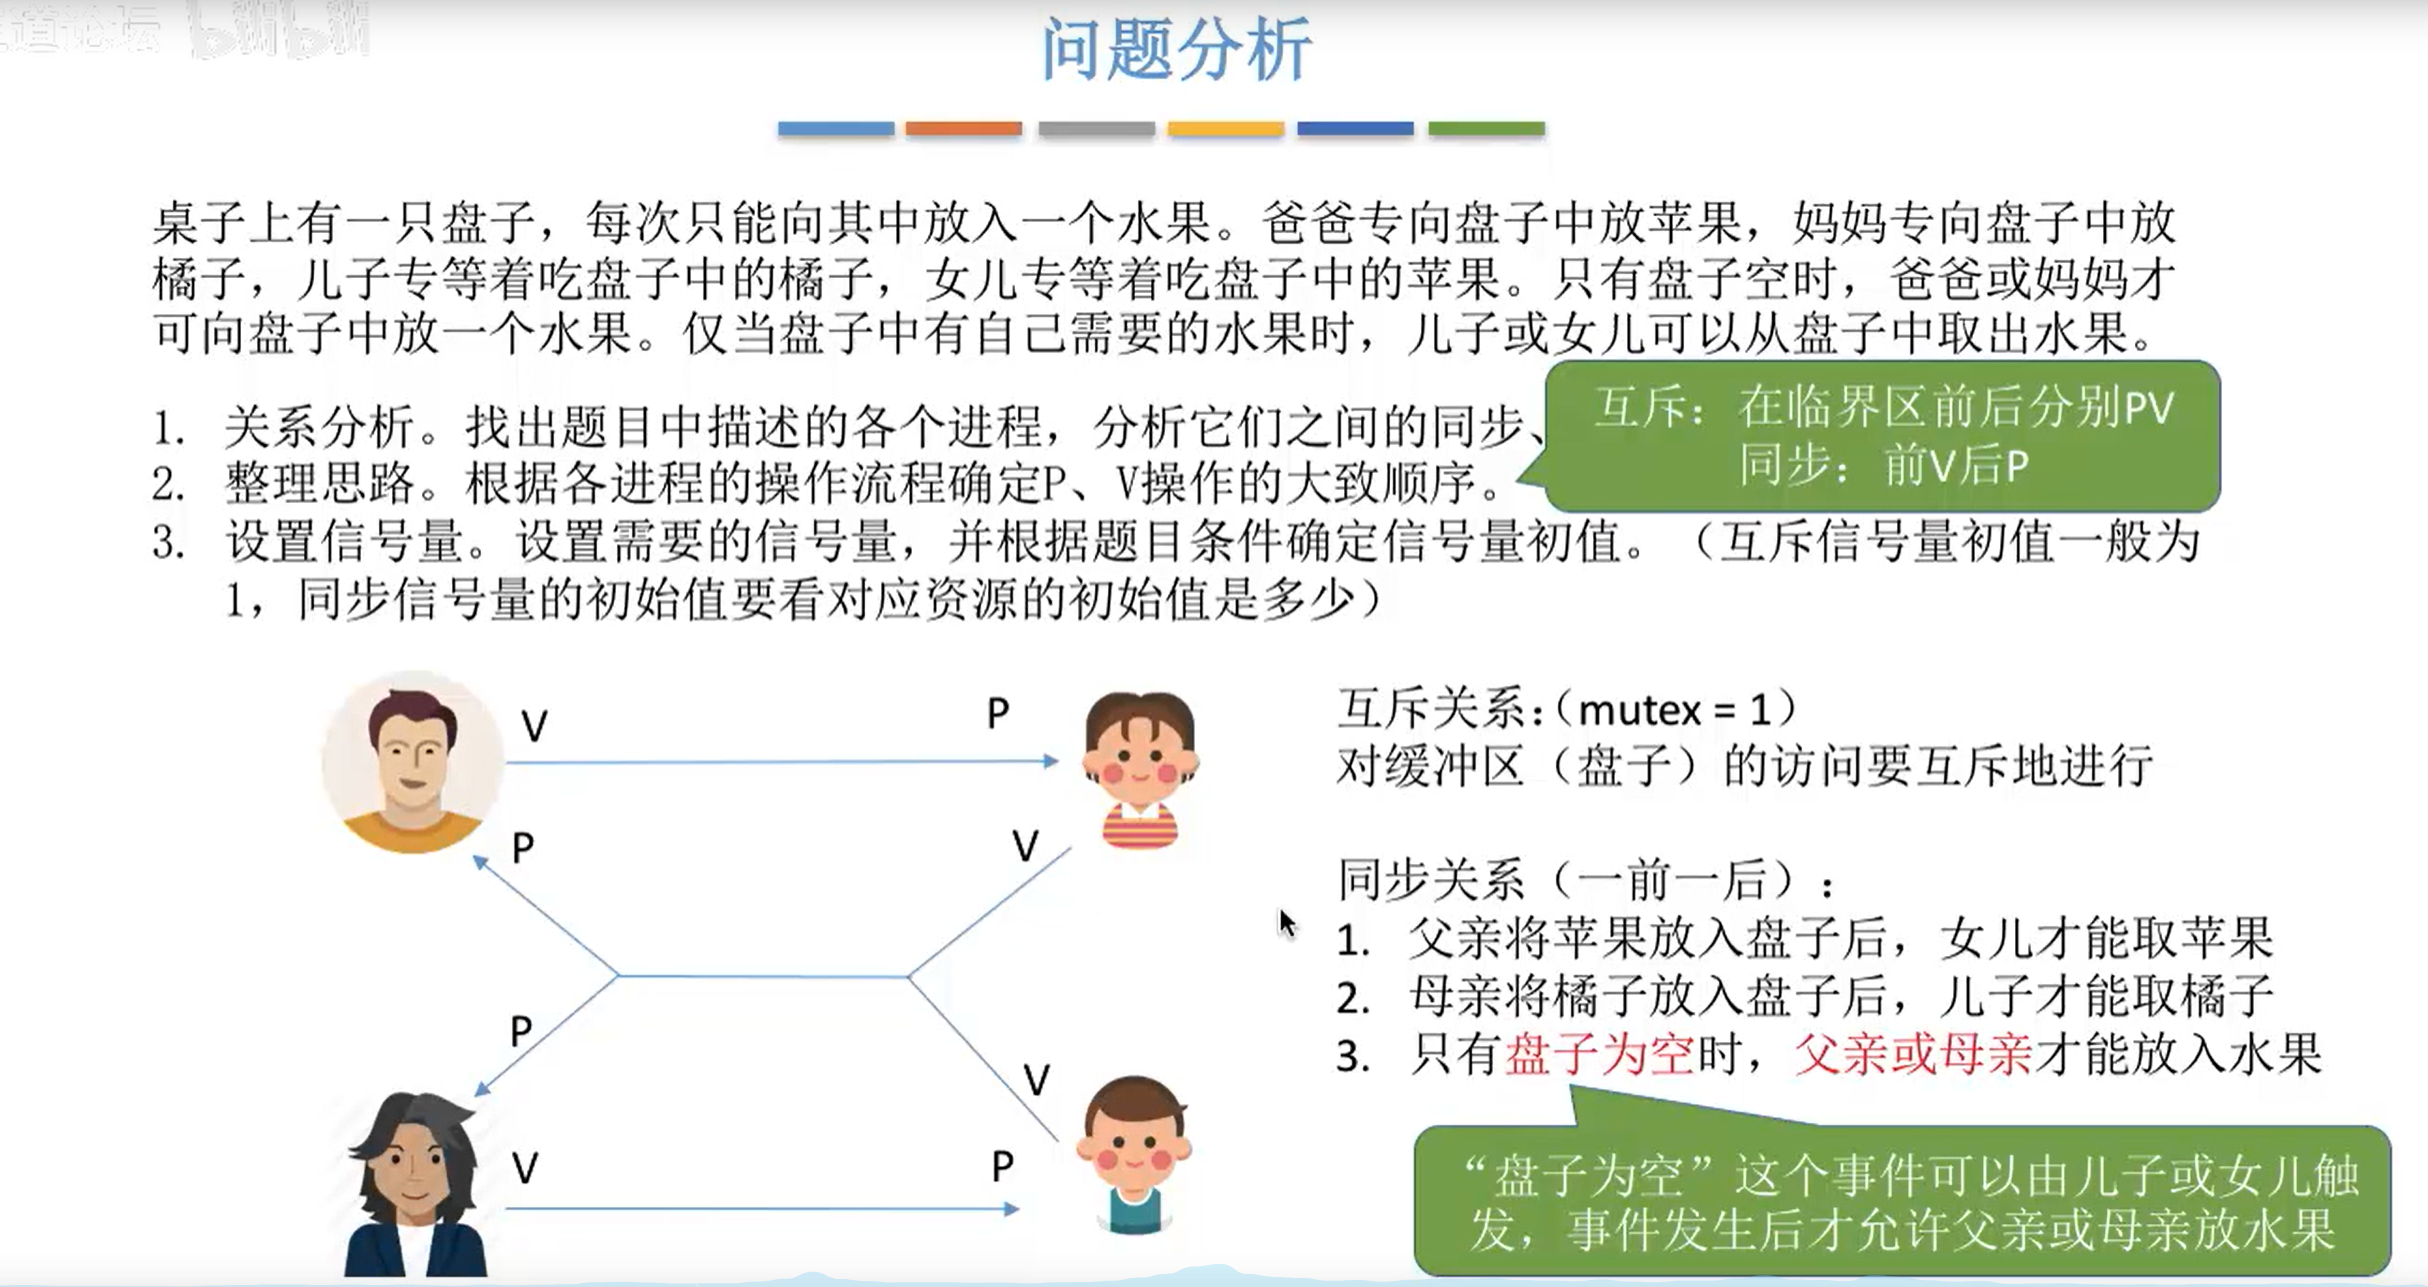 道论坛 bilibili
问题分析
桌子上有一只盘子，每次只能向其中放入一个水果。爸爸专向盘子中放苹果，妈妈专向盘子中放
橘子，儿子专等着吃盘子中的橘子，女儿专等着吃盘子中的苹果。只有盘子空时，爸爸或妈妈才
可向盘子中放一个水果。仅当盘子中有自己需要的水果时，儿子或女儿可以从盘子中取出水果。
1. 关系分析。找出题目中描述的各个进程，分析它们之间的同步、
互斥：在临界区前后分别PV
同步：前V后P
2. 整理思路。根据各进程的操作流程确定P、V操作的大致顺序。
3. 设置信号量。设置需要的信号量，并根据题目条件确定信号量初值。（互斥信号量初值一般为
1，同步信号量的初始值要看对应资源的初始值是多少）
V
P
P
V
P
V
V
P
互斥关系：（mutex = 1）
对缓冲区（盘子）的访问要互斥地进行
同步关系（一前一后）：
1. 父亲将苹果放入盘子后，女儿才能取苹果
2. 母亲将橘子放入盘子后，儿子才能取橘子
3. 只有盘子为空时，父亲或母亲才能放入水果
“盘子为空”这个事件可以由儿子或女儿触
发，事件发生后才允许父亲或母亲放水果